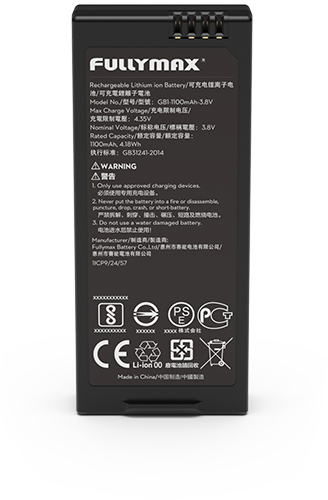 FULLYMAX®
Rechargeable Lithium ion Battery/可充电锂离子电
池/可充電鋰離子電池
Model No./型号/型號: GB1-1100mAh-3.8V
Max Charge Voltage/充电限制电压/
充電限制電壓: 4.35V
Nominal Voltage/标称电压/標稱電壓: 3.8V
Rated Capacity/额定容量/額定容量:
1100mAh, 4.18Wh
执行标准: GB31241-2014
WARNING
警告
1. Only use approved charging devices.
必须使用专用充电设备.
2. Never put the battery into a fire or disassemble,
puncture, drop, crash, or short-battery.
严禁拆解、刺穿、撞击、碾压、短路及燃烧电池.
3. Do not use a water damaged battery.
电池进水后禁止使用.
Manufacturer/制造商/製造商:
Fullymax Battery Co.,Ltd/惠州市赛能电池有限公司/
惠州市賽能電池有限公司
1ICP9/24/57
XXXXXXXXXX
PS
E
XXXXXXXXXX
XXXX
CE
Li-ion 00
廢電池請回收
Made in China/中国制造/中國製造